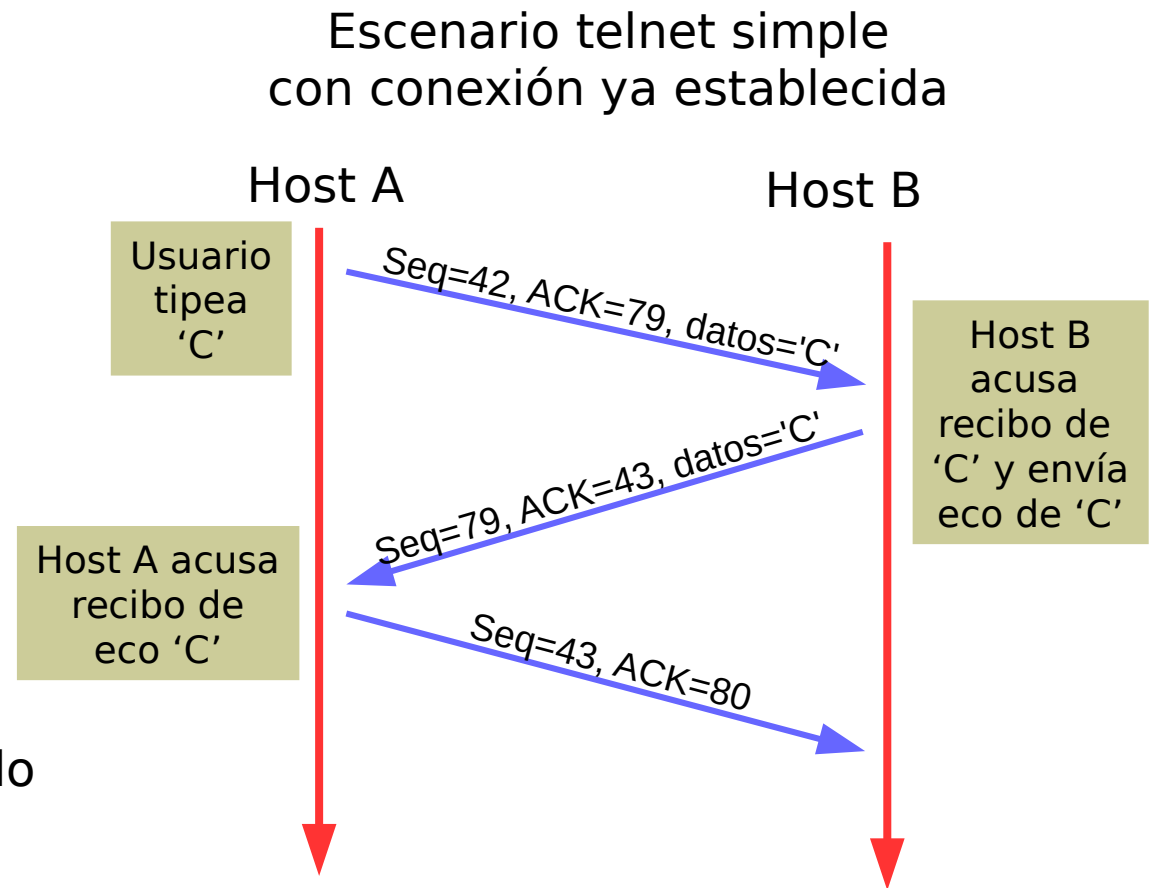 Escenario telnet simple
con conexión ya establecida
Host A
Host B
Usuario
tipea
‘C’
Seq=42, ACK=79, datos='C'
Host B
acusa
recibo de
‘C’ y envía
eco de ‘C’
Seq=79, ACK=43, datos='C'
Host A acusa
recibo de
eco ‘C’
Seq=43, ACK=80